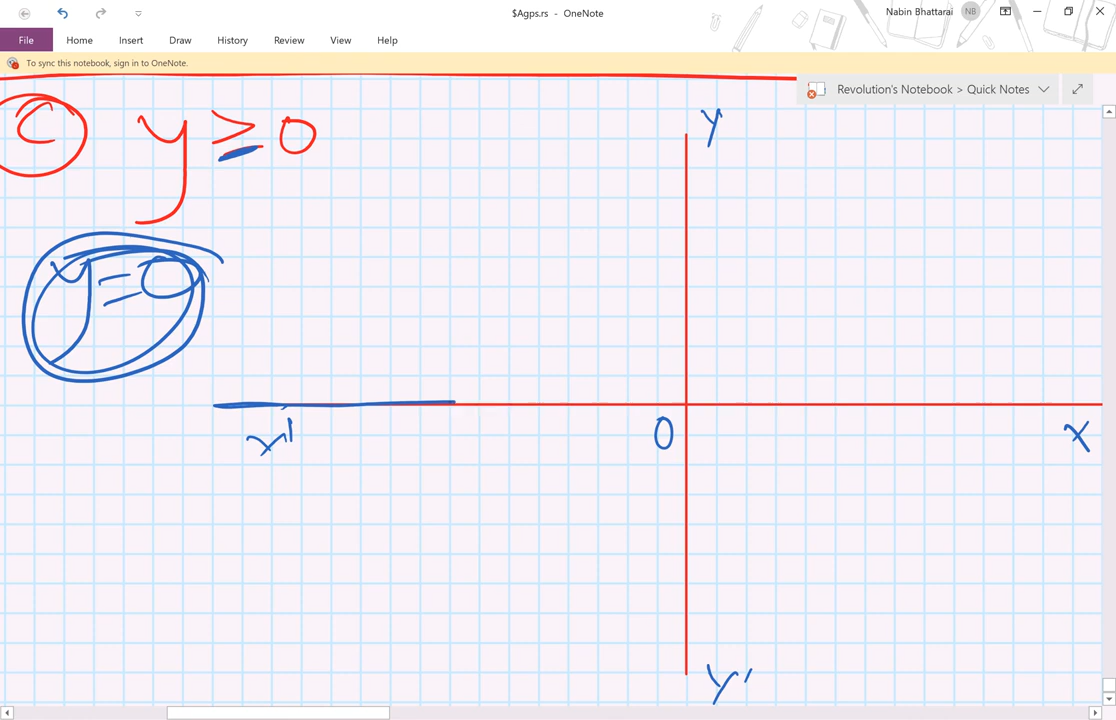 $Agps.rs - OneNote
Nabin Bhattarai NB
File Home Insert Draw History Review View Help
To sync this notebook, sign in to OneNote.
Revolution's Notebook > Quick Notes
C y ≥ 0
y
y = 0
x'
0
x
y'